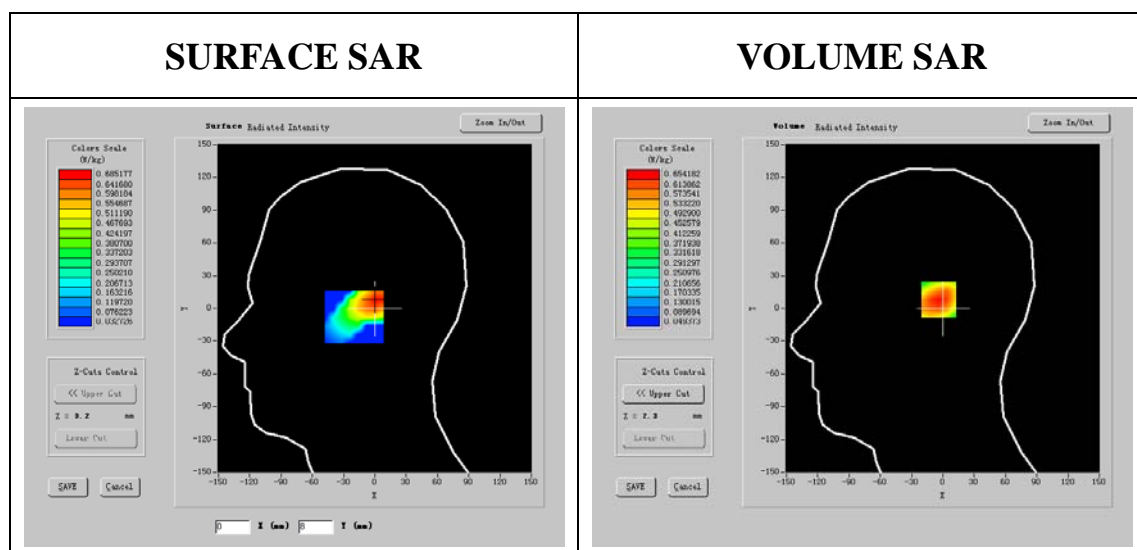 SURFACE SAR
VOLUME SAR
Surface Radiated Intensity
Zoom In/Out
Colors Scale
(W/kg)
0.685177
0.641680
0.598184
0.554687
0.511190
0.467693
0.424197
0.380700
0.337203
0.293707
0.250210
0.206713
0.163216
0.119720
0.076223
0.032726
150
120
90
60
30
0
-30
-60
-90
-120
-150
Y
-150 -120 -90 -60 -30 0 30 60 90 120 150
X
Z-Cuts Control
<< Upper Cut
Z = 3.2 mm
Lower Cut
SAVE
Cancel
0 X (mm) 8 Y (mm)
Volume Radiated Intensity
Zoom In/Out
Colors Scale
(W/kg)
0.654182
0.613862
0.573541
0.533220
0.492900
0.452579
0.412259
0.371938
0.331618
0.291297
0.250976
0.210656
0.170335
0.130015
0.089694
0.049373
150
120
90
60
30
0
-30
-60
-90
-120
-150
Y
-150 -120 -90 -60 -30 0 30 60 90 120 150
X
Z-Cuts Control
<< Upper Cut
Z = 2.3 mm
Lower Cut
SAVE
Cancel